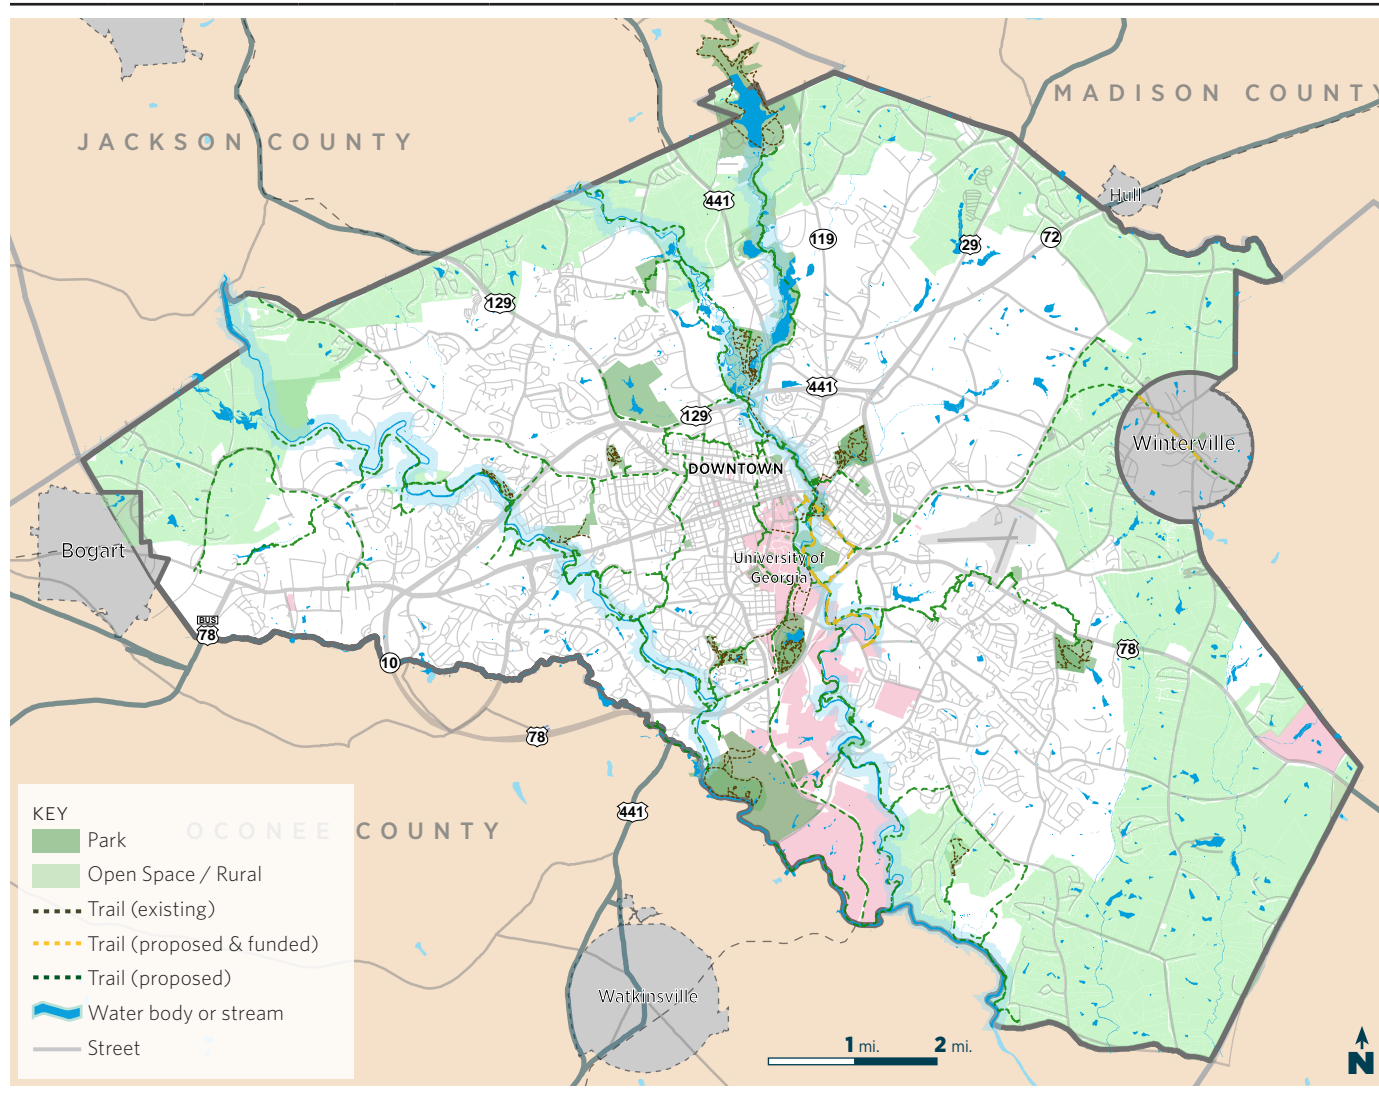 MADISON COUNTY
JACKSON COUNTY
Hull
441
119
29
72
129
441
129
Winterville
DOWNTOWN
Bogart
University of
Georgia
BUS
78
10
78
78
441
KEY
Park
OCONEE COUNTY
Open Space / Rural
Trail (existing)
Trail (proposed & funded)
Trail (proposed)
Watkinsville
Water body or stream
Street
1 mi.
2 mi.
N